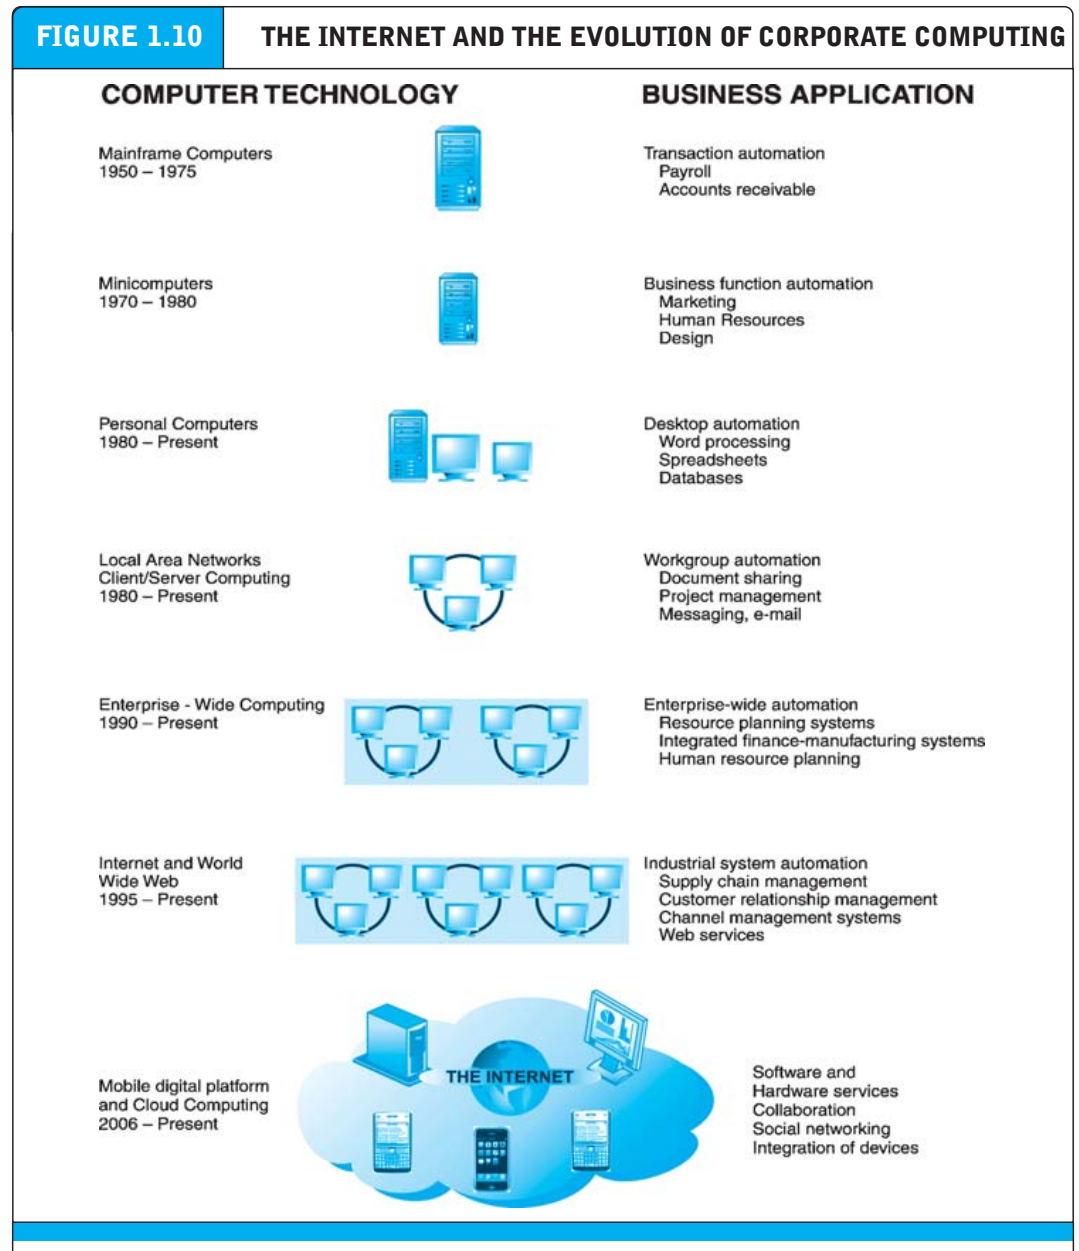 FIGURE 1.10
THE INTERNET AND THE EVOLUTION OF CORPORATE COMPUTING
COMPUTER TECHNOLOGY
BUSINESS APPLICATION
Mainframe Computers
1950 – 1975
Transaction automation
Payroll
Accounts receivable
Minicomputers
1970 – 1980
Business function automation
Marketing
Human Resources
Design
Personal Computers
1980 – Present
Desktop automation
Word processing
Spreadsheets
Databases
Local Area Networks
Client/Server Computing
1980 – Present
Workgroup automation
Document sharing
Project management
Messaging, e-mail
Enterprise - Wide Computing
1990 – Present
Enterprise-wide automation
Resource planning systems
Integrated finance-manufacturing systems
Human resource planning
Internet and World
Wide Web
1995 – Present
Industrial system automation
Supply chain management
Customer relationship management
Channel management systems
Web services
Mobile digital platform
and Cloud Computing
2006 – Present
THE INTERNET
Software and
Hardware services
Collaboration
Social networking
Integration of devices